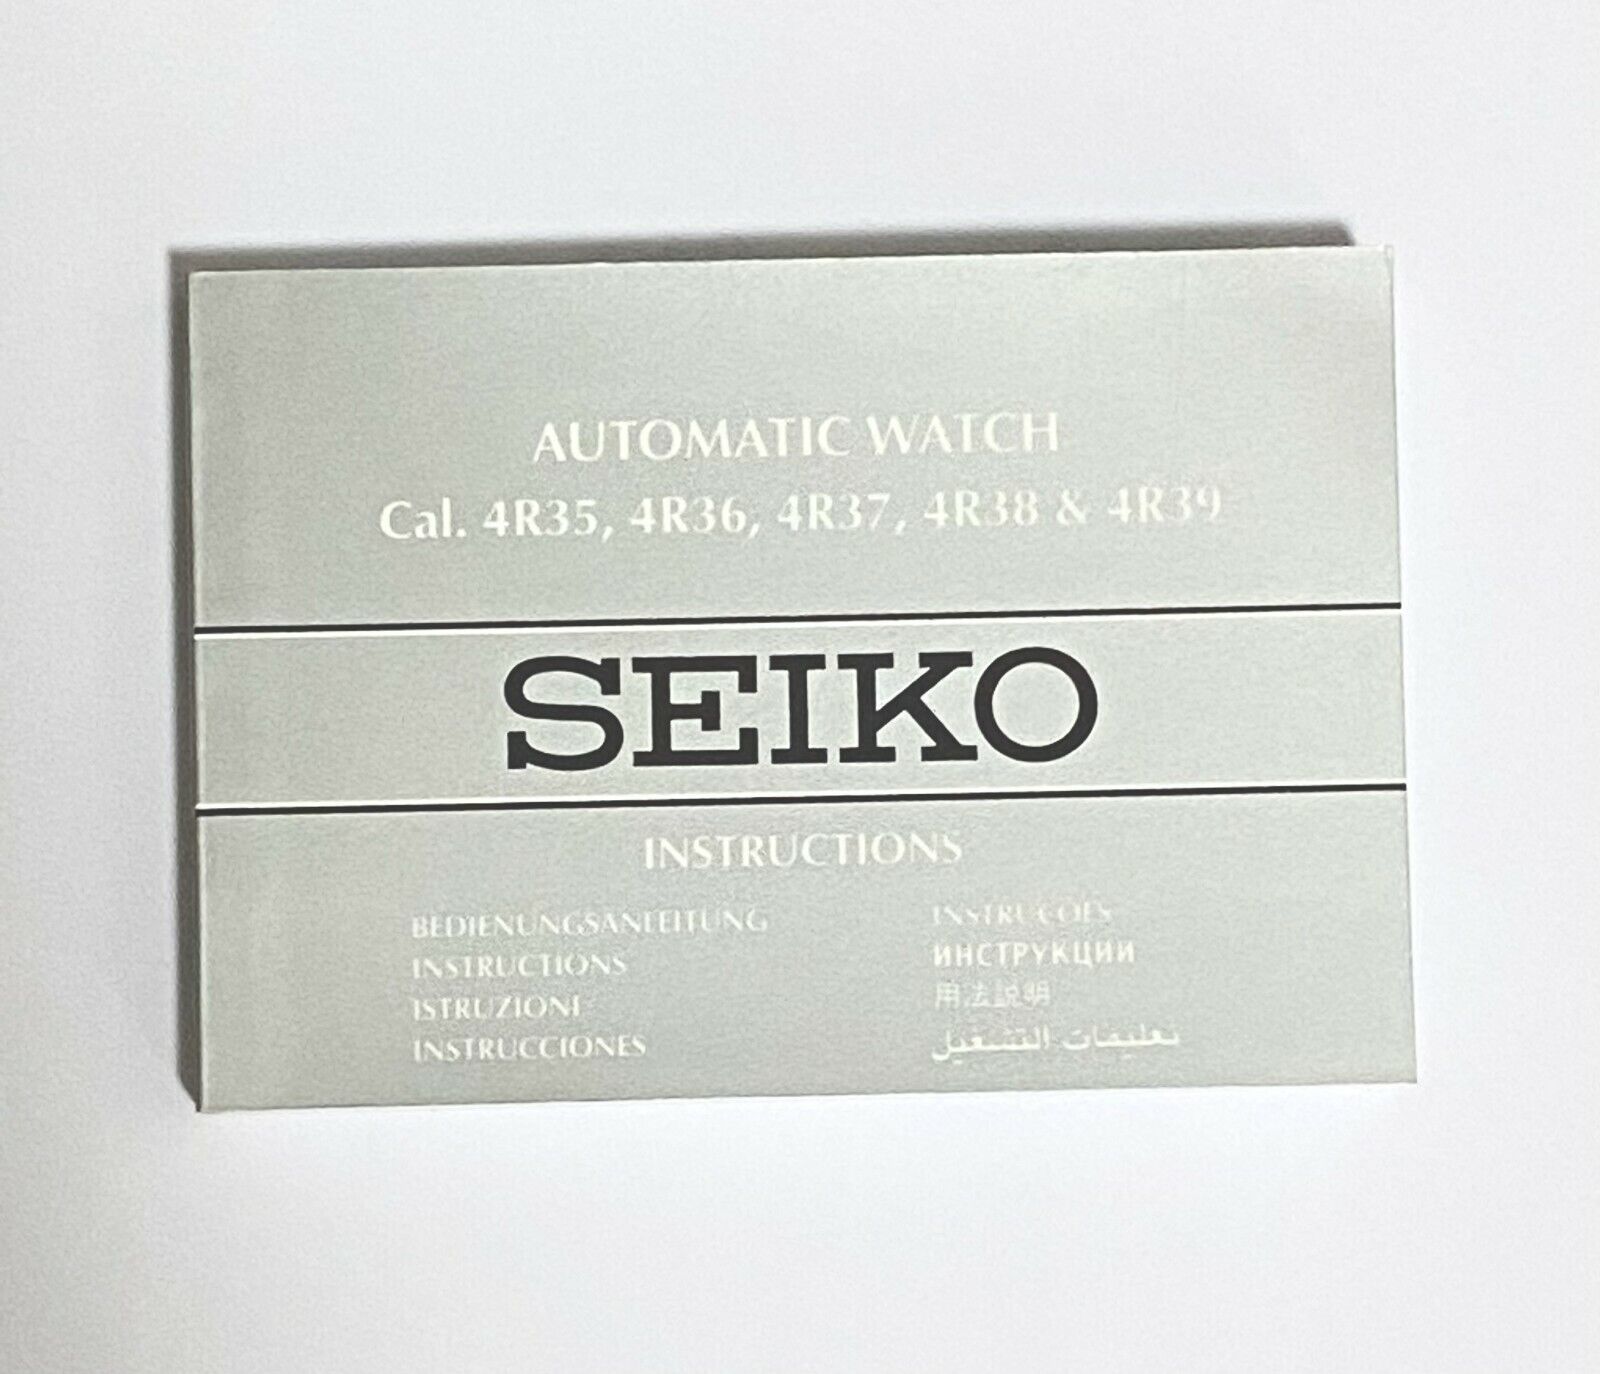 AUTOMATIC WATCH
Cal. 4R35, 4R36, 4R37, 4R38 & 4R39
SEIKO
INSTRUCTIONS
BEDIENUNGSANLEITUNG
INSTRUCTIONS
ISTRUZIONI
INSTRUCCIONES
INSTRUÇÕES
ИНСТРУКЦИИ
用法説明
تعليمات التشغيل